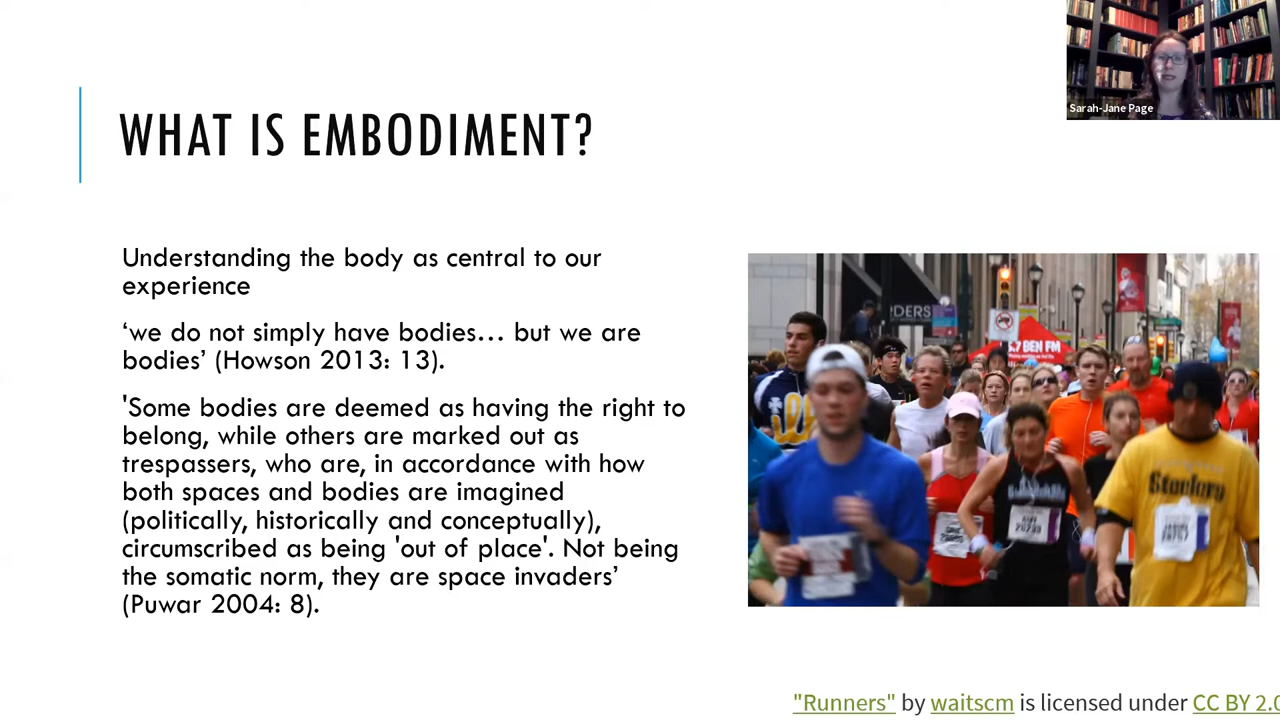 Sarah-Jane Page
WHAT IS EMBODIMENT?
Understanding the body as central to our
experience
‘we do not simply have bodies… but we are
bodies’ (Howson 2013: 13).
'Some bodies are deemed as having the right to
belong, while others are marked out as
trespassers, who are, in accordance with how
both spaces and bodies are imagined
(politically, historically and conceptually),
circumscribed as being 'out of place'. Not being
the somatic norm, they are space invaders’
(Puwar 2004: 8).
BEN FM
Steelers
"Runners" by waitscm is licensed under CC BY 2.0